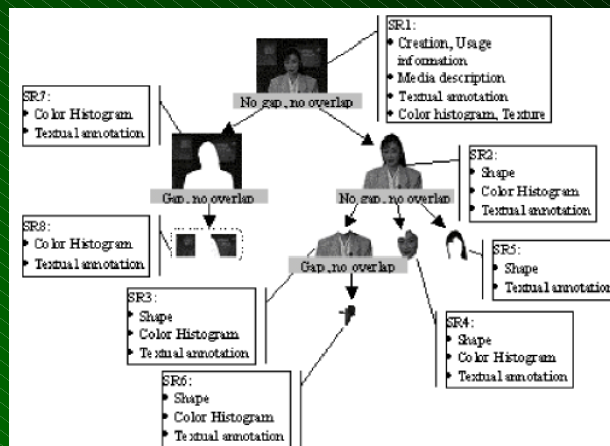 SR1:
• Creation, Usage
information
• Media description
• Textual annotation
• Color histogram, Texture
No gap, no overlap
SR7:
• Color Histogram
• Textual annotation
SR2:
• Shape
• Color Histogram
• Textual annotation
Gap, no overlap
No gap, no overlap
SR8:
• Color Histogram
• Textual annotation
SR5:
• Shape
• Textual annotation
Gap, no overlap
SR3:
• Shape
• Color Histogram
• Textual annotation
SR4:
• Shape
• Color Histogram
• Textual annotation
SR6:
• Shape
• Color Histogram
• Textual annotation